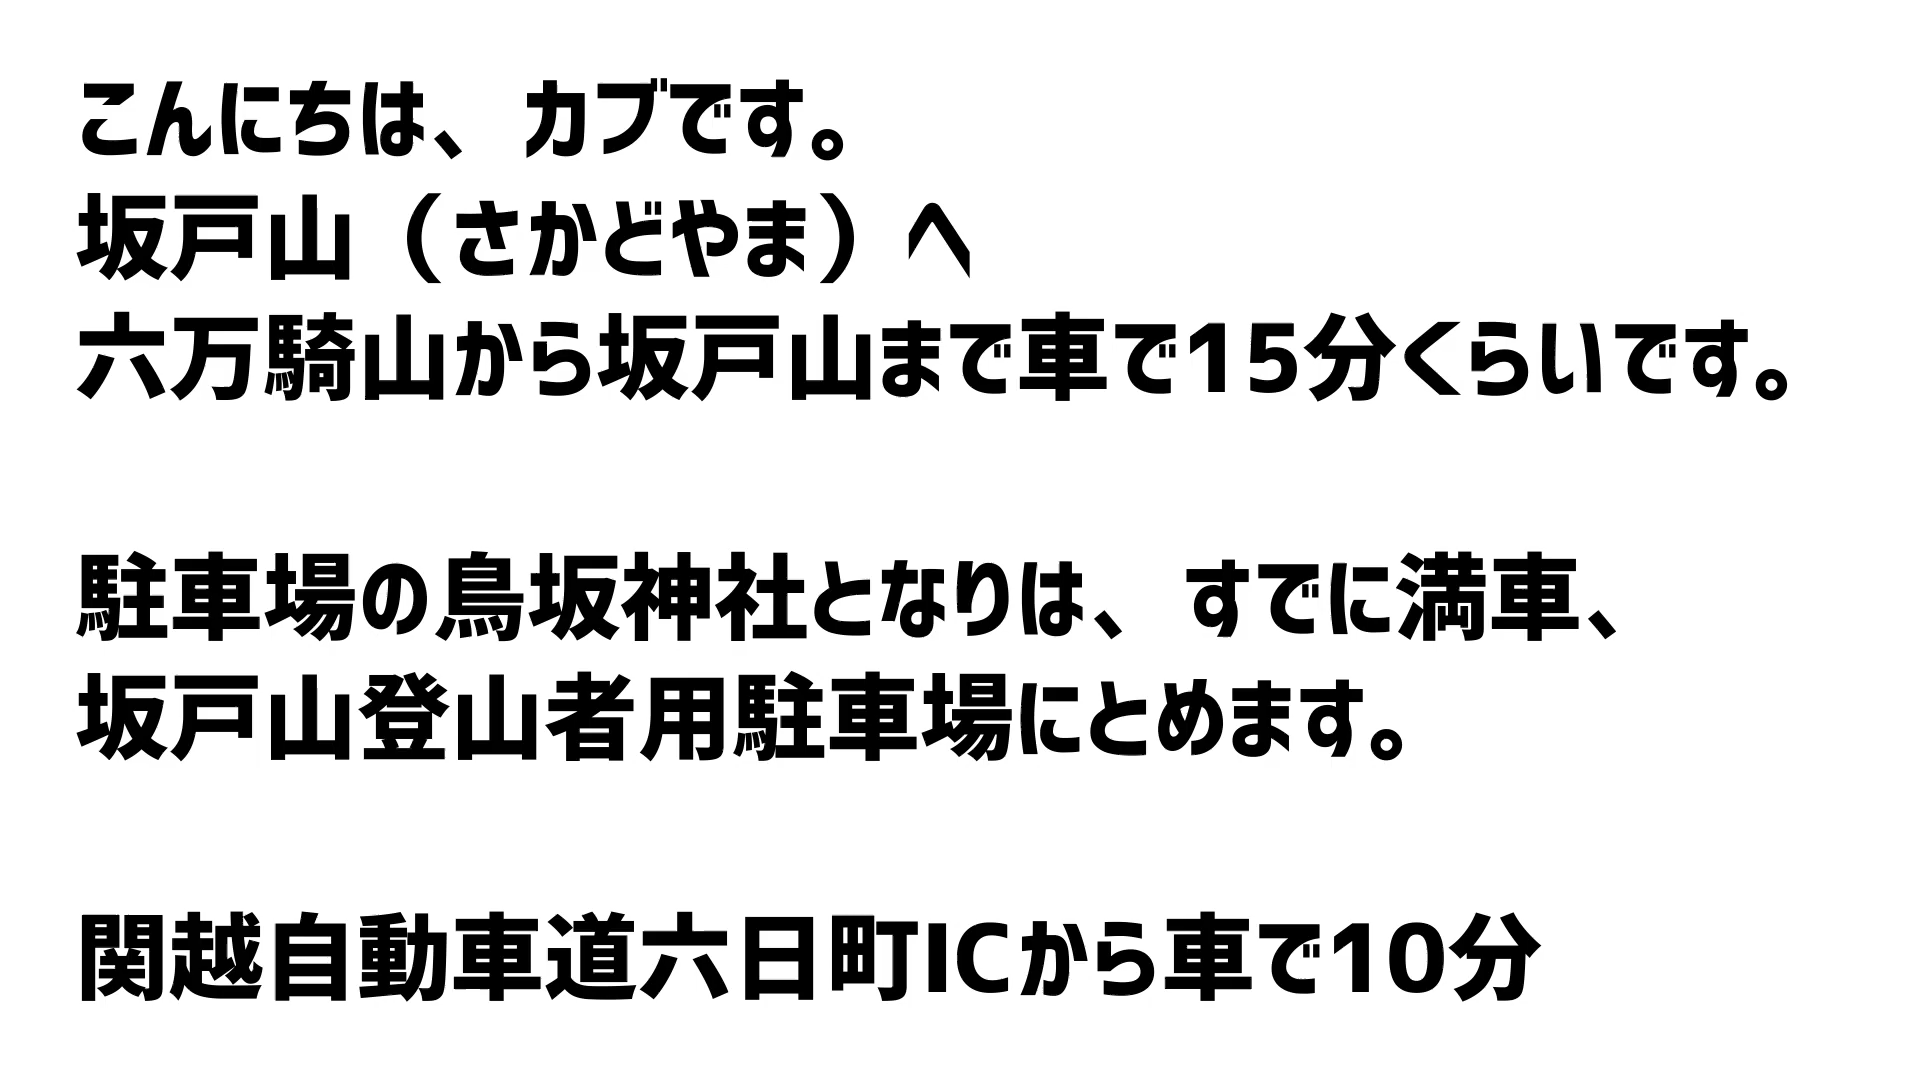 こんにちは、カブです。
坂戸山（さかどやま）へ
六万騎山から坂戸山まで車で15分くらいです。
駐車場の鳥坂神社となりは、すでに満車、
坂戸山登山者用駐車場にとめます。
関越自動車道六日町ICから車で10分